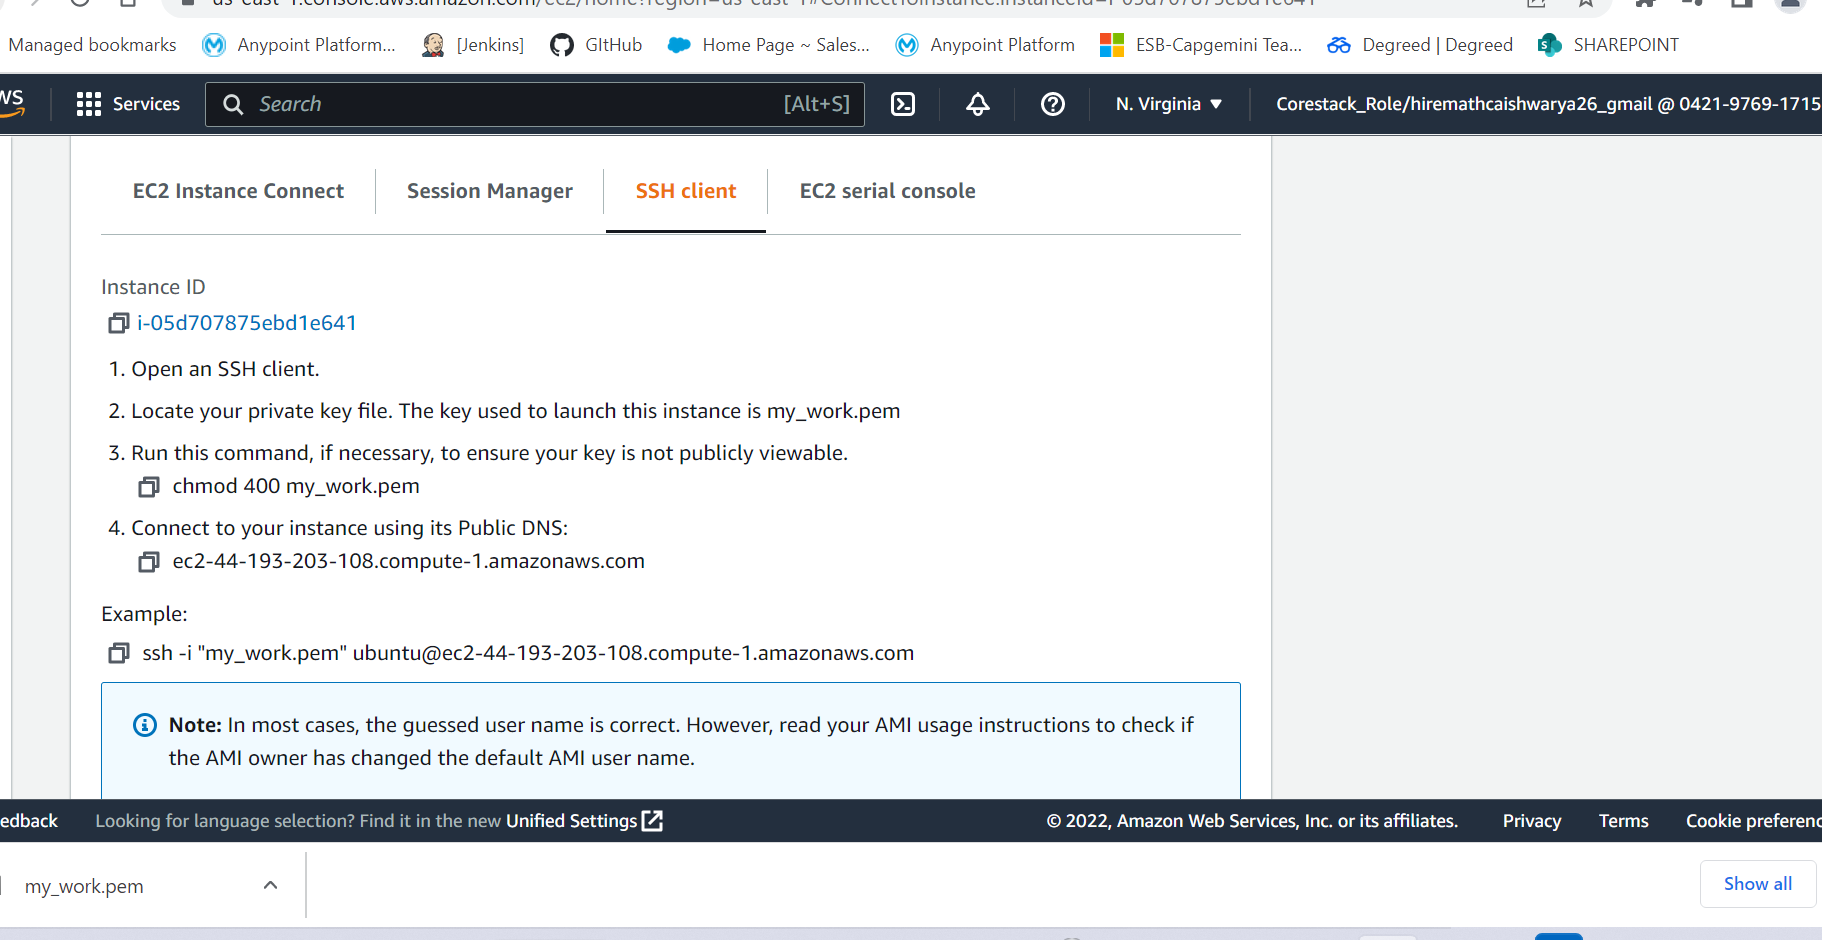 us-east-1.console.aws.amazon.com/ec2/home?region=us-east-1#ConnectToInstance:instanceId=i-05d707875ebd1e641
Managed bookmarks Anypoint Platform... [Jenkins] GItHub Home Page ~ Sales... Anypoint Platform ESB-Capgemini Tea... Degreed | Degreed SHAREPOINT
Services Search [Alt+S] N. Virginia Corestack_Role/hiremathcaishwarya26_gmail @ 0421-9769-1715
EC2 Instance Connect Session Manager SSH client EC2 serial console
Instance ID
i-05d707875ebd1e641
1. Open an SSH client.
2. Locate your private key file. The key used to launch this instance is my_work.pem
3. Run this command, if necessary, to ensure your key is not publicly viewable.
chmod 400 my_work.pem
4. Connect to your instance using its Public DNS:
ec2-44-193-203-108.compute-1.amazonaws.com
Example:
ssh -i "my_work.pem" ubuntu@ec2-44-193-203-108.compute-1.amazonaws.com
Note: In most cases, the guessed user name is correct. However, read your AMI usage instructions to check if
the AMI owner has changed the default AMI user name.
edback Looking for language selection? Find it in the new Unified Settings © 2022, Amazon Web Services, Inc. or its affiliates. Privacy Terms Cookie preferenc
my_work.pem Show all